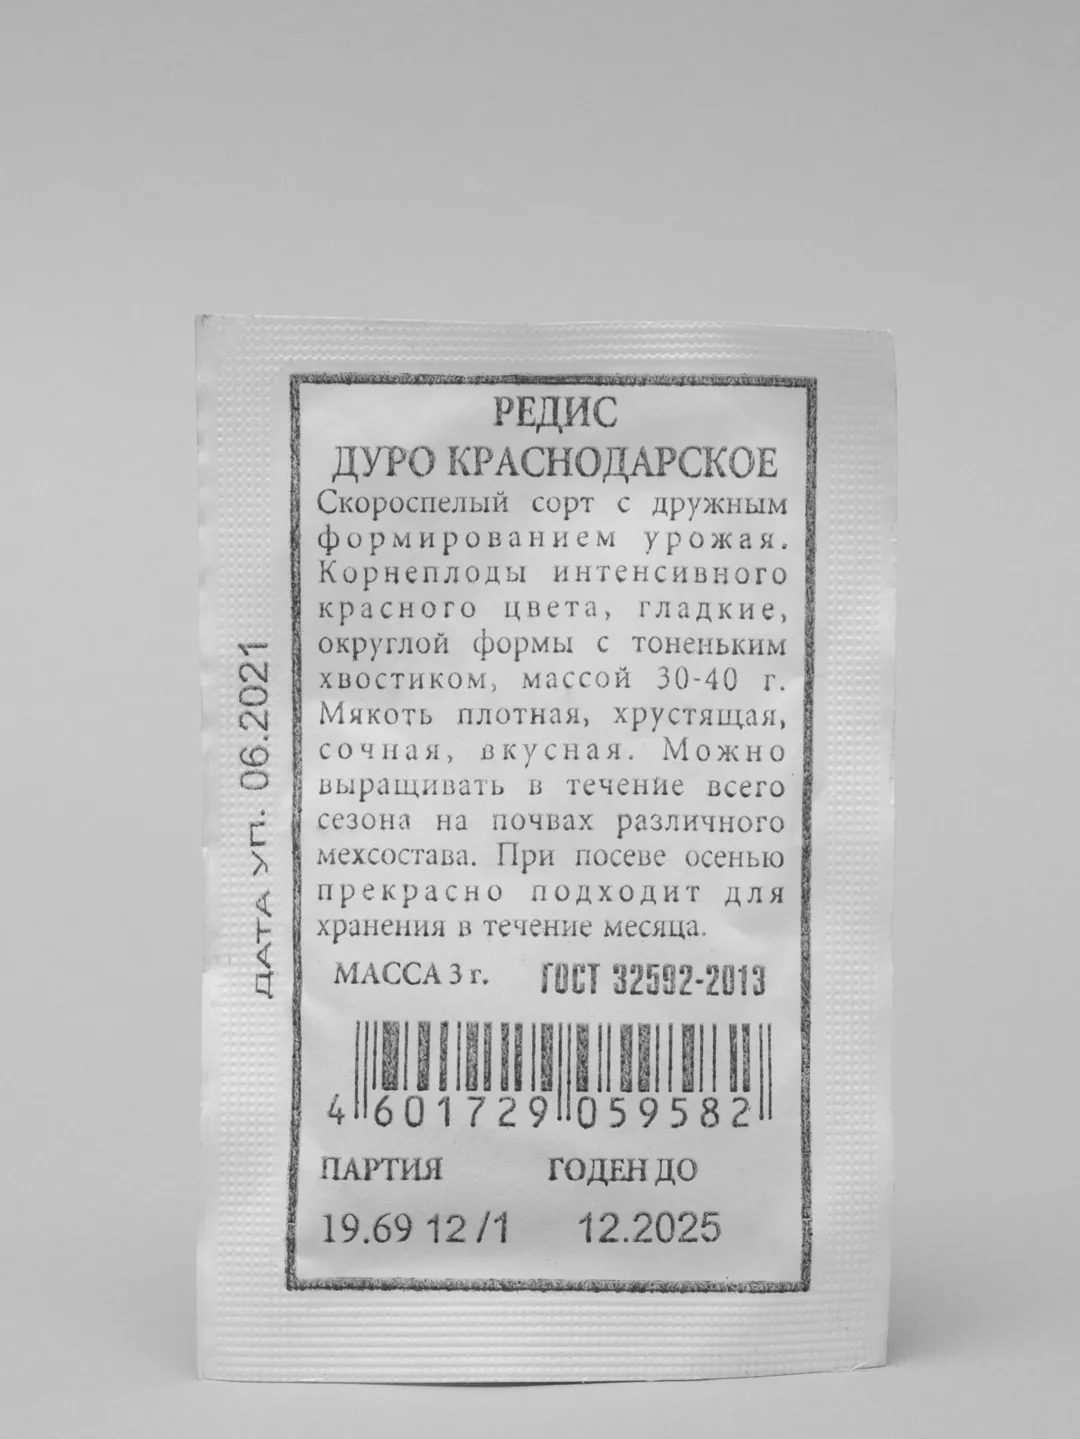 РЕДИС
ДУРО КРАСНОДАРСКОЕ
Скороспелый сорт с дружным
формированием урожая.
Корнеплоды интенсивного
красного цвета, гладкие,
округлой формы с тоненьким
хвостиком, массой 30-40 г.
Мякоть плотная, хрустящая,
сочная, вкусная. Можно
выращивать в течение всего
сезона на почвах различного
мехсостава. При посеве осенью
прекрасно подходит для
хранения в течение месяца.
МАССА 3 г. ГОСТ 32592-2013
4 601729 059582
ПАРТИЯ ГОДЕН ДО
19.69 12 /1 12.2025
ДАТА УП. 06.2021